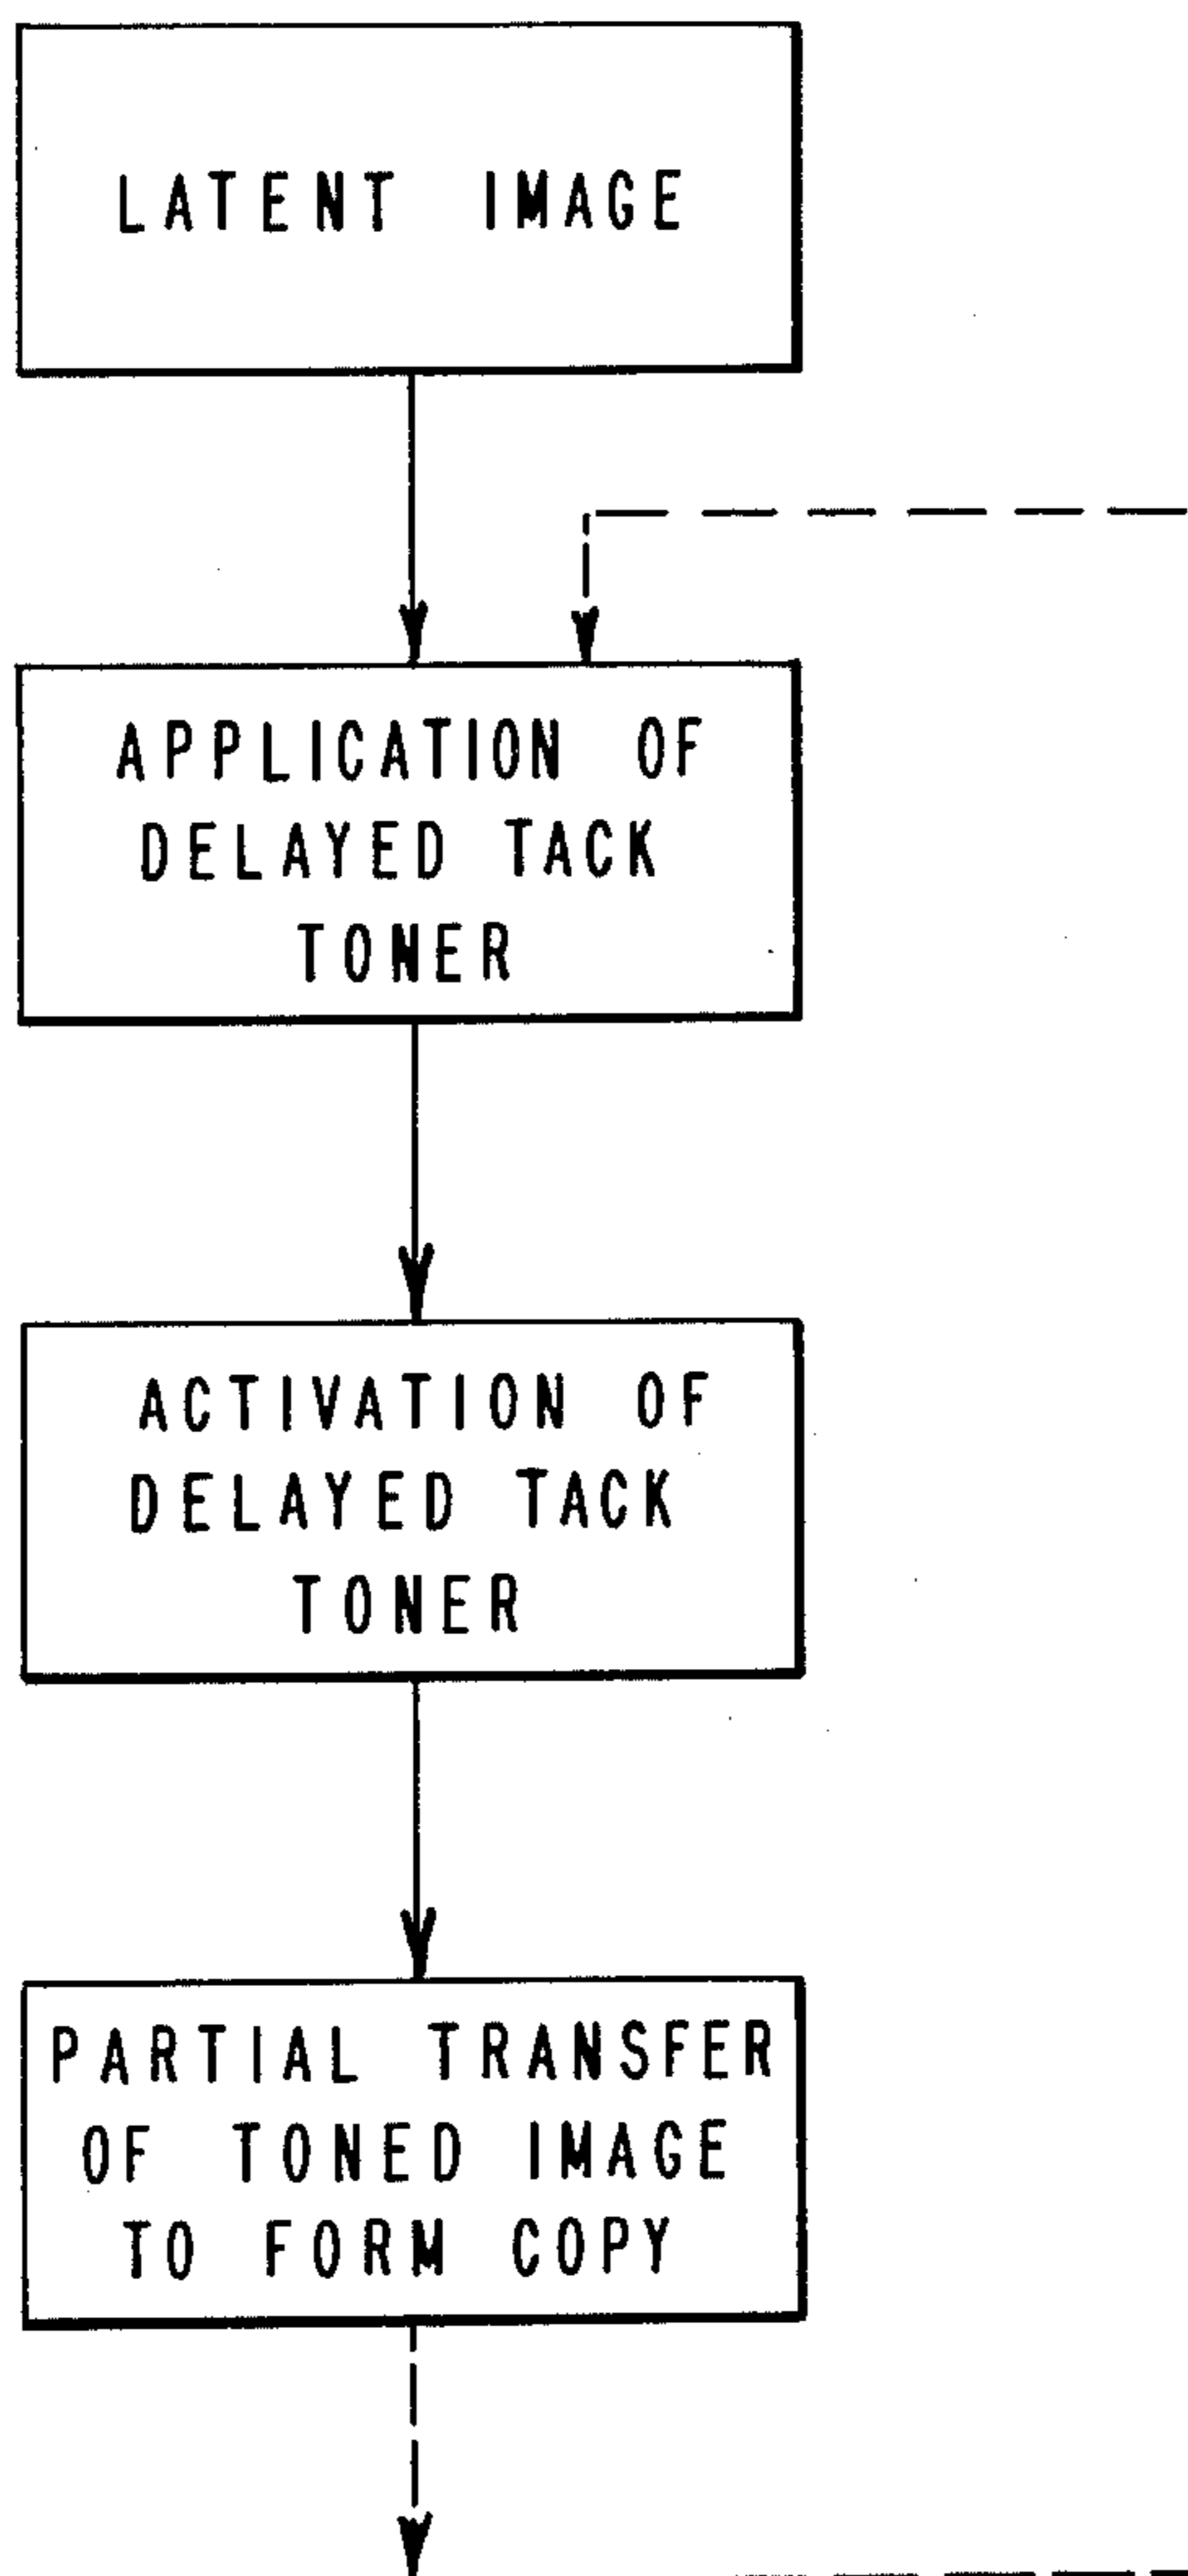 LATENT IMAGE
APPLICATION OF
DELAYED TACK
TONER
ACTIVATION OF
DELAYED TACK
TONER
PARTIAL TRANSFER
OF TONED IMAGE
TO FORM COPY